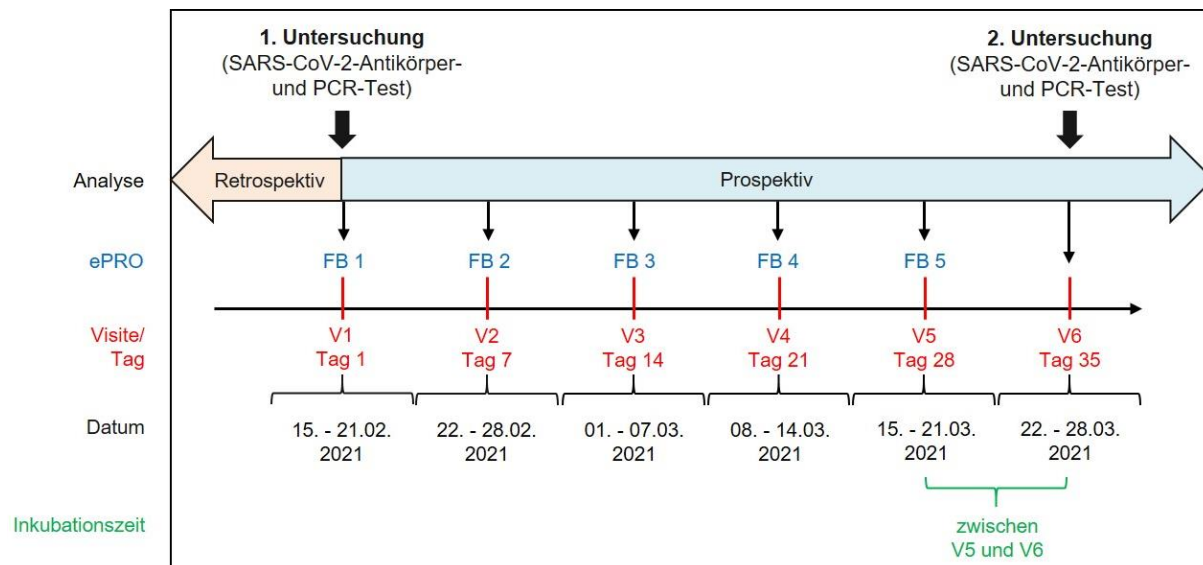 1. Untersuchung
(SARS-CoV-2-Antikörper-
und PCR-Test)
2. Untersuchung
(SARS-CoV-2-Antikörper-
und PCR-Test)
Analyse
Retrospektiv
Prospektiv
ePRO
FB 1
FB 2
FB 3
FB 4
FB 5
Visite/
Tag
V1
Tag 1
V2
Tag 7
V3
Tag 14
V4
Tag 21
V5
Tag 28
V6
Tag 35
Datum
15. - 21.02.
2021
22. - 28.02.
2021
01. - 07.03.
2021
08. - 14.03.
2021
15. - 21.03.
2021
22. - 28.03.
2021
Inkubationszeit
zwischen
V5 und V6